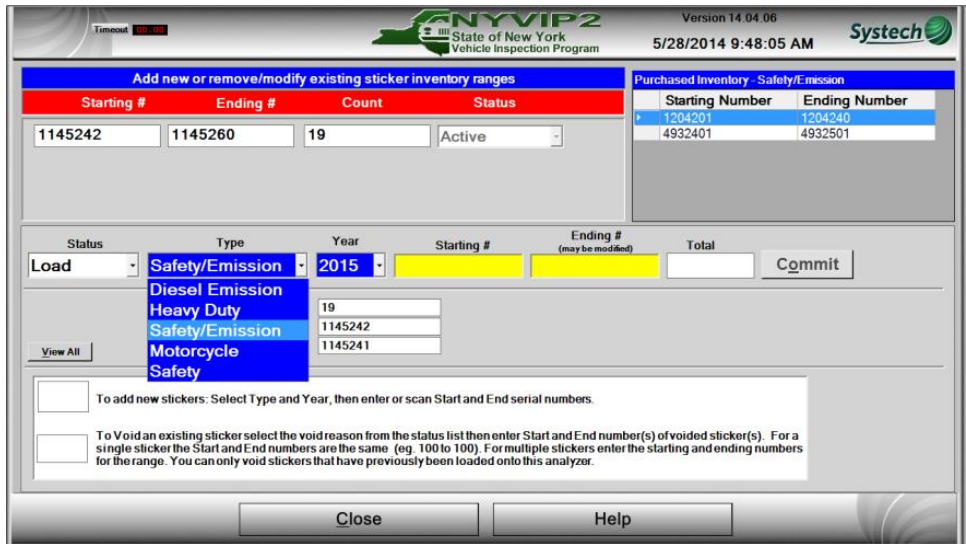 Timeout 00:00
NYVIP2
State of New York
Vehicle Inspection Program
Version 14.04.06
5/28/2014 9:48:05 AM
Systech
Add new or remove/modify existing sticker inventory ranges
Starting # Ending # Count Status
1145242 1145260 19 Active
Purchased Inventory - Safety/Emission
Starting Number Ending Number
1204201 1204240
4932401 4932501
Status Type Year Starting # Ending # Total
(may be modified)
Load Safety/Emission 2015 Commit
Diesel Emission
Heavy Duty
Safety/Emission
Motorcycle
Safety
19
1145242
1145241
View All
To add new stickers: Select Type and Year, then enter or scan Start and End serial numbers.
To Void an existing sticker select the void reason from the status list then enter Start and End number(s) of voided sticker(s). For a
single sticker the Start and End numbers are the same (eg. 100 to 100). For multiple stickers enter the starting and ending numbers
for the range. You can only void stickers that have previously been loaded onto this analyzer.
Close Help